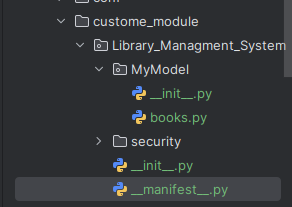 custome_module
Library_Managment_System
MyModel
__init__.py
books.py
security
__init__.py
__manifest__.py